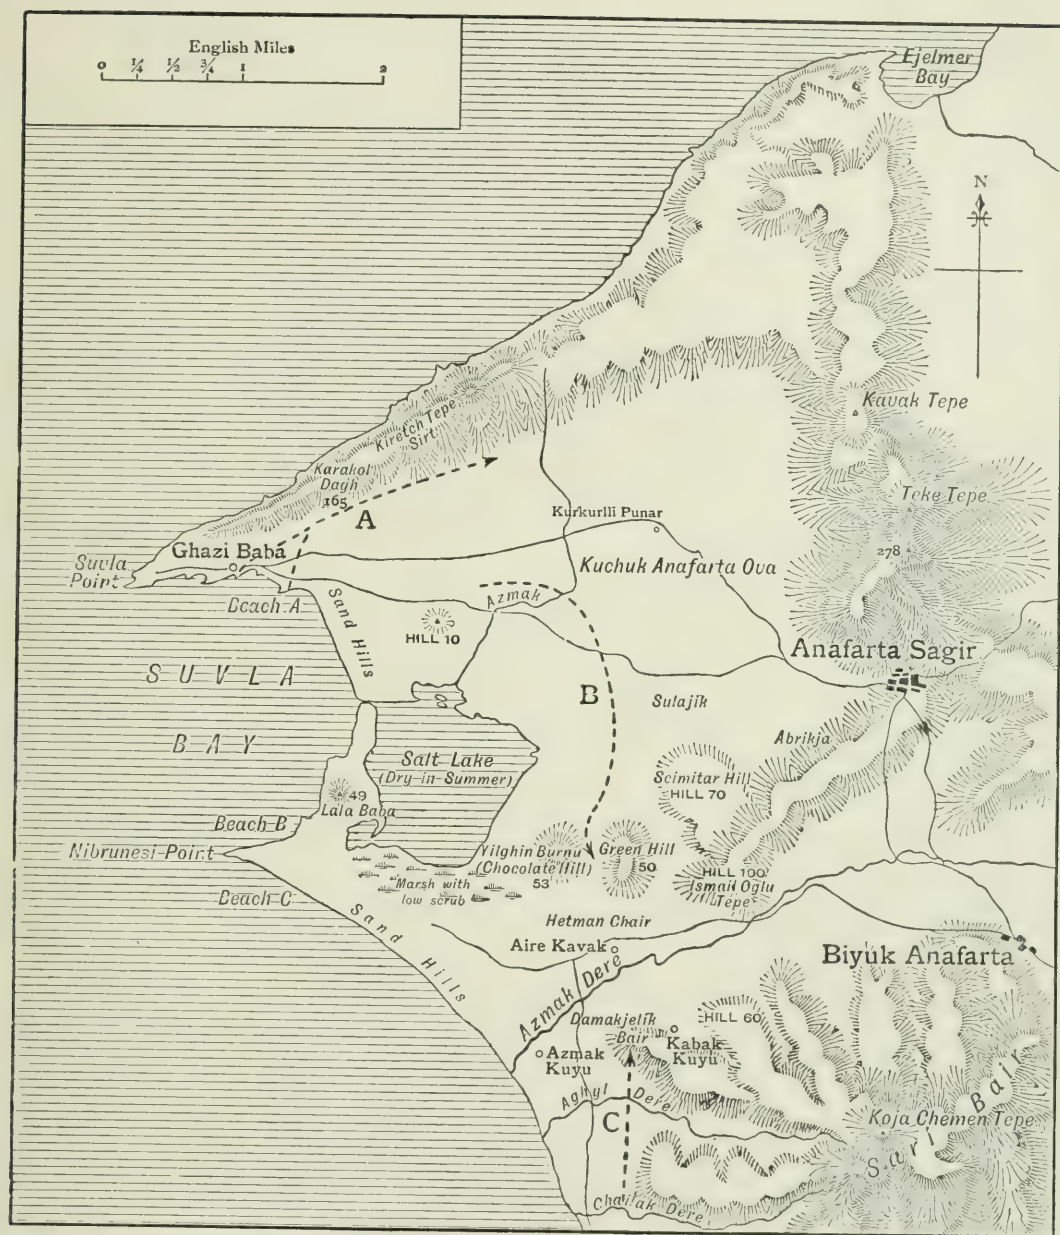 English Miles
0 ¼ ½ ¾ 1 2
Ejelmer
Bay
N
Kavak Tepe
Kiretch Tepe
Sirt
Karakol
Dagh
165
A
Teke Tepe
278
Kurkurlli Punar
Ghazi Baba
Suvla
Point
Kuchuk Anafarta Ova
Beach A
Azmak
Sand Hills
HILL 10
Anafarta Sagir
SUVLA
BAY
B
Sulajik
Abrikja
Salt Lake
(Dry-in-Summer)
Scimitar Hill
HILL 70
49
Lala Baba
Beach B
Nibrunesi-Point
Yilghin Burnu
(Chocolate Hill)
53
Green Hill
50
HILL 100
Ismail Oglu
Tepe
Marsh with
low scrub
Beach C
Sand Hills
Hetman Chair
Aire Kavak
Biyuk Anafarta
Azmak Dere
Damakjelik
Bair
HILL 60
Kabak
Kuyu
Azmak
Kuyu
Aghyl Dere
C
Koja Chemen Tepe
Sari Bair
Chailak Dere